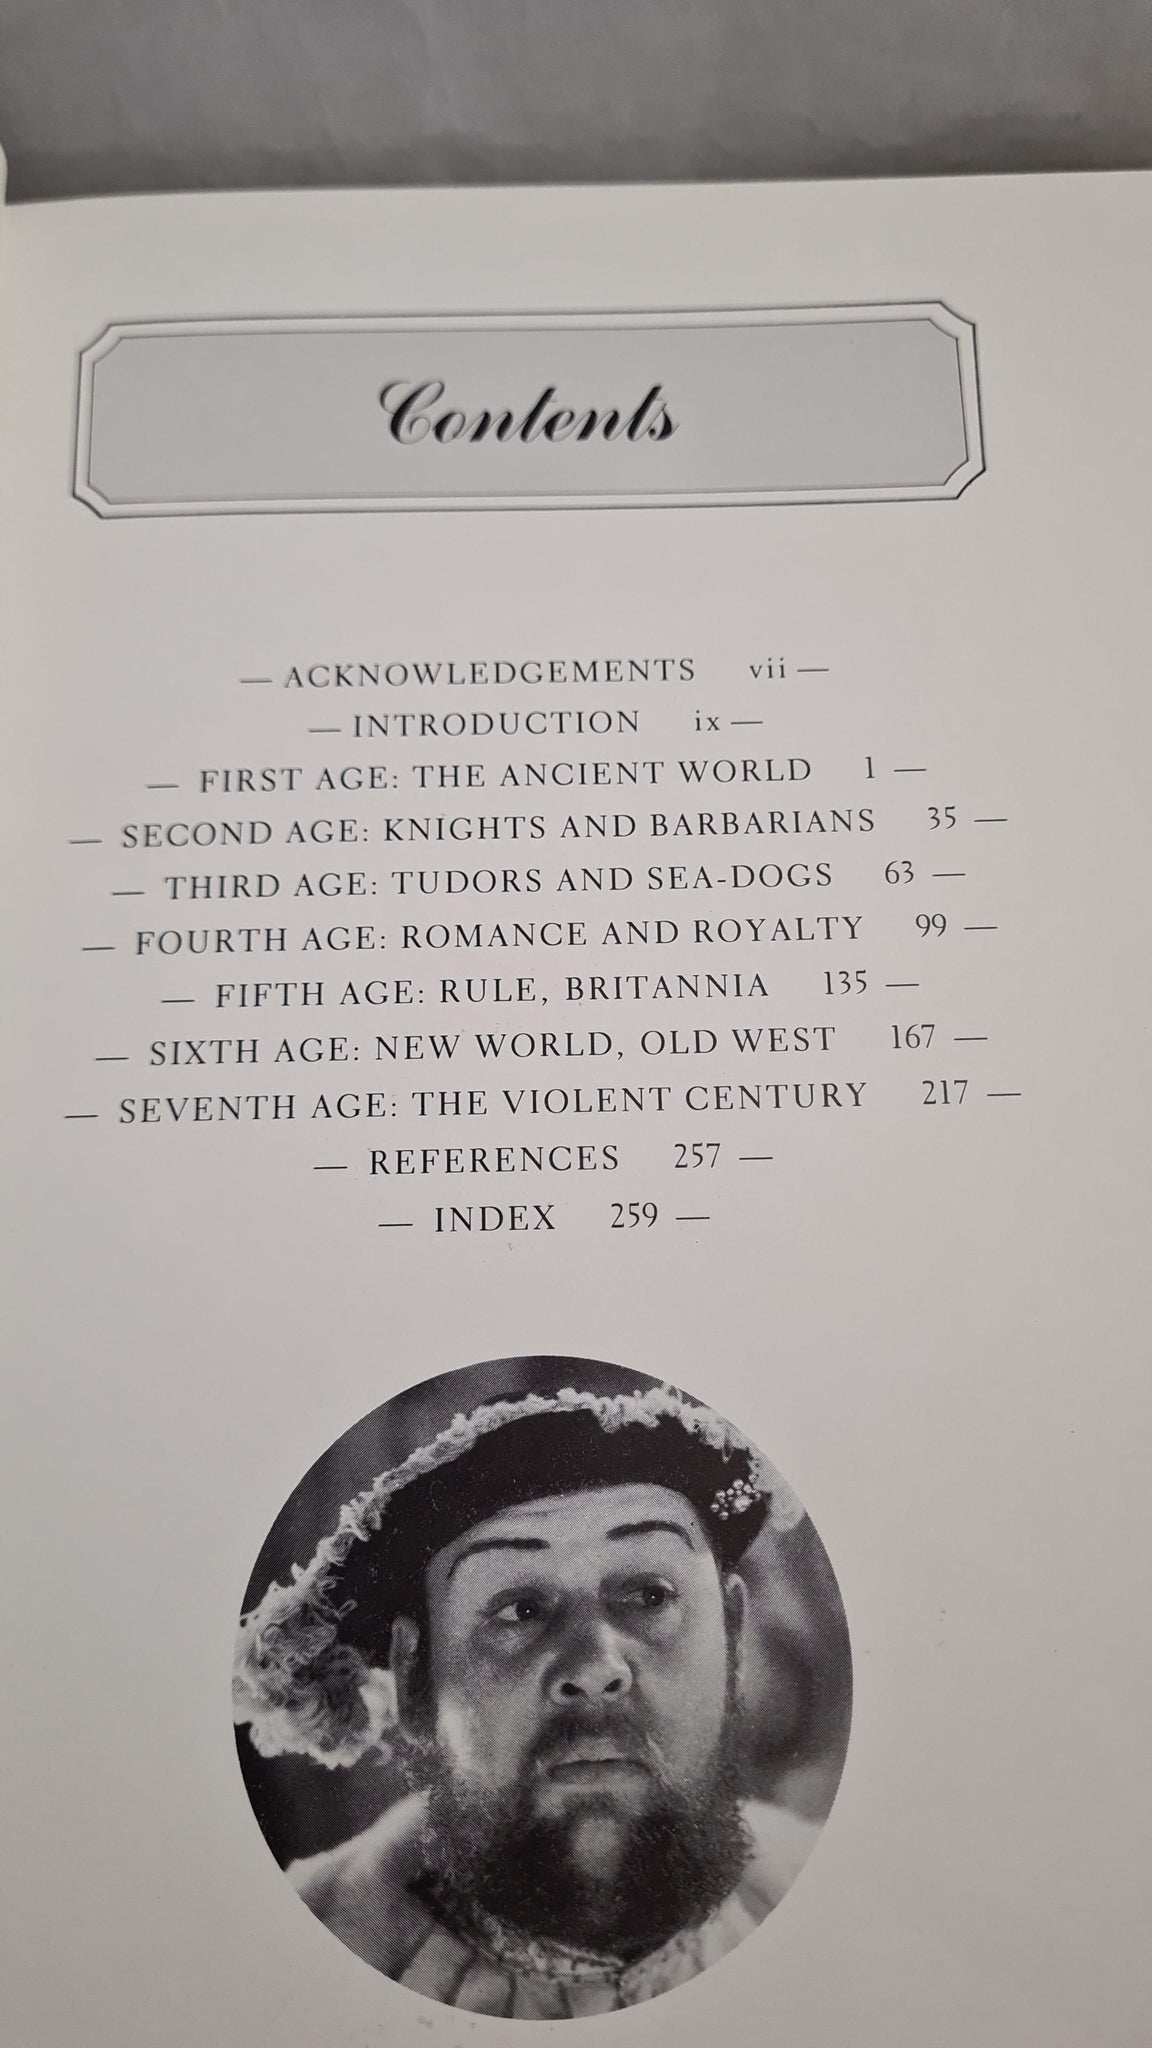 Contents
— ACKNOWLEDGEMENTS vii —
— INTRODUCTION ix —
— FIRST AGE: THE ANCIENT WORLD 1 —
— SECOND AGE: KNIGHTS AND BARBARIANS 35 —
— THIRD AGE: TUDORS AND SEA-DOGS 63 —
— FOURTH AGE: ROMANCE AND ROYALTY 99 —
— FIFTH AGE: RULE, BRITANNIA 135 —
— SIXTH AGE: NEW WORLD, OLD WEST 167 —
— SEVENTH AGE: THE VIOLENT CENTURY 217 —
— REFERENCES 257 —
— INDEX 259 —